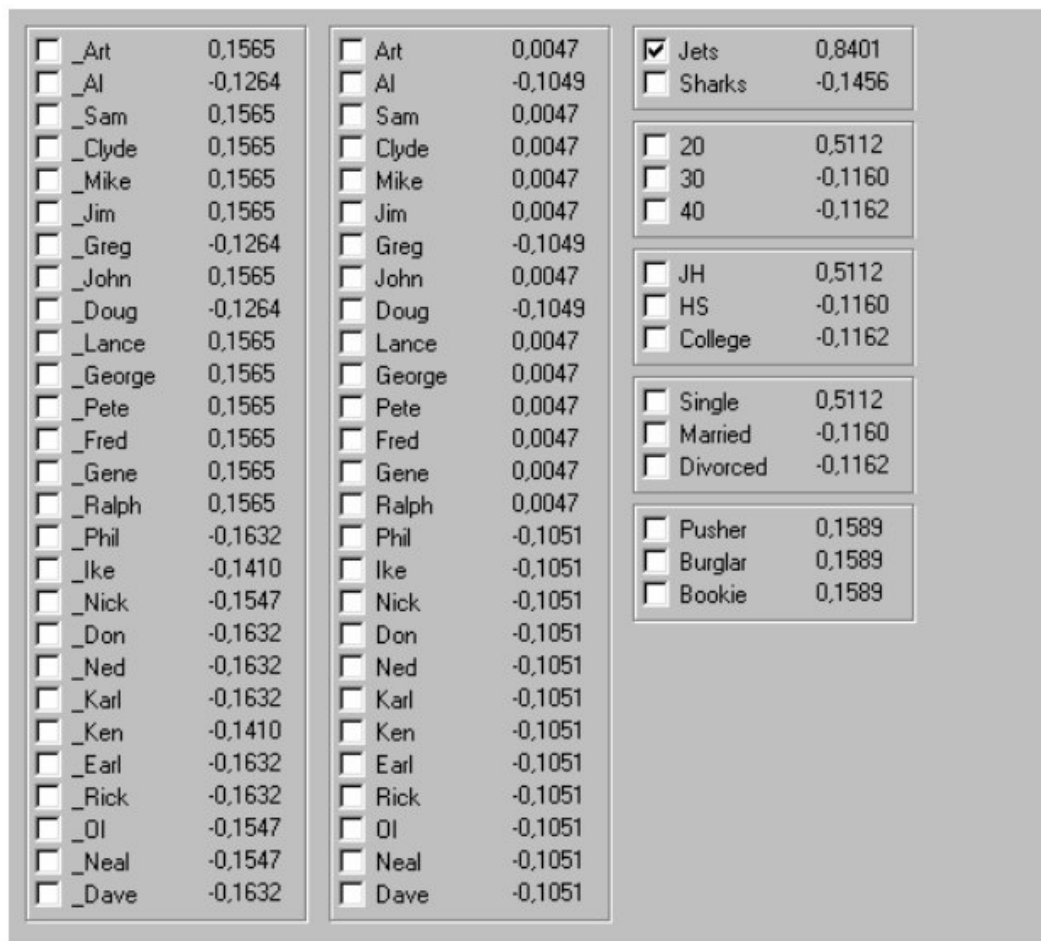 _Art 0,1565
_Al -0,1264
_Sam 0,1565
_Clyde 0,1565
_Mike 0,1565
_Jim 0,1565
_Greg -0,1264
_John 0,1565
_Doug -0,1264
_Lance 0,1565
_George 0,1565
_Pete 0,1565
_Fred 0,1565
_Gene 0,1565
_Ralph 0,1565
_Phil -0,1632
_Ike -0,1410
_Nick -0,1547
_Don -0,1632
_Ned -0,1632
_Karl -0,1632
_Ken -0,1410
_Earl -0,1632
_Rick -0,1632
_Ol -0,1547
_Neal -0,1547
_Dave -0,1632
Art 0,0047
Al -0,1049
Sam 0,0047
Clyde 0,0047
Mike 0,0047
Jim 0,0047
Greg -0,1049
John 0,0047
Doug -0,1049
Lance 0,0047
George 0,0047
Pete 0,0047
Fred 0,0047
Gene 0,0047
Ralph 0,0047
Phil -0,1051
Ike -0,1051
Nick -0,1051
Don -0,1051
Ned -0,1051
Karl -0,1051
Ken -0,1051
Earl -0,1051
Rick -0,1051
Ol -0,1051
Neal -0,1051
Dave -0,1051
Jets 0,8401
Sharks -0,1456
20 0,5112
30 -0,1160
40 -0,1162
JH 0,5112
HS -0,1160
College -0,1162
Single 0,5112
Married -0,1160
Divorced -0,1162
Pusher 0,1589
Burglar 0,1589
Bookie 0,1589